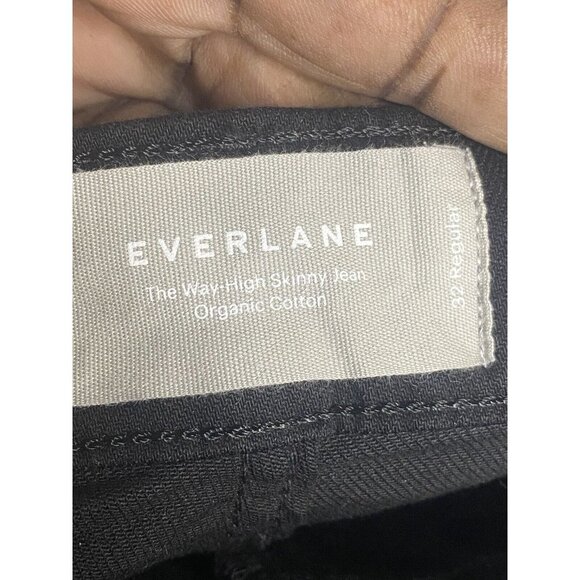 EVERLANE
The Way-High Skinny Jean
Organic Cotton
32 Regular